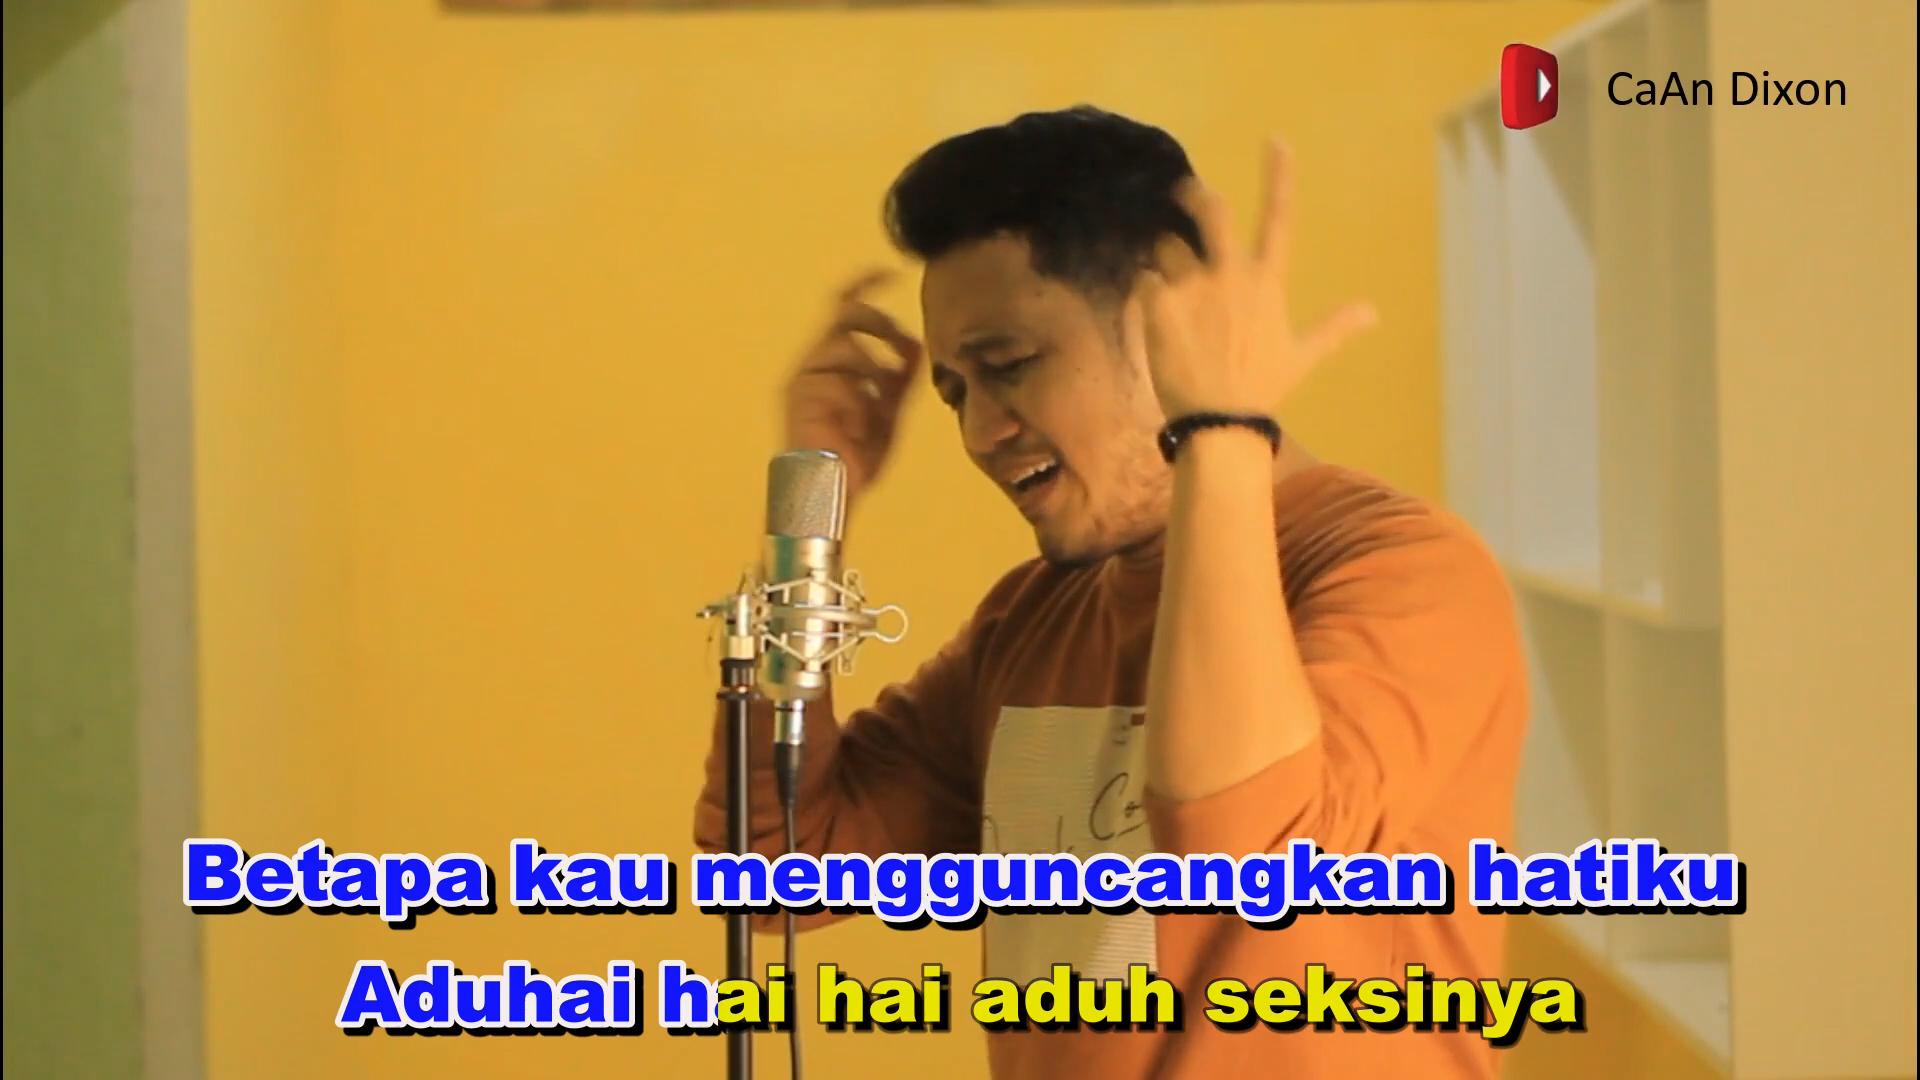 CaAn Dixon
Betapa kau mengguncangkan hatiku
Aduhai hai hai aduh seksinya